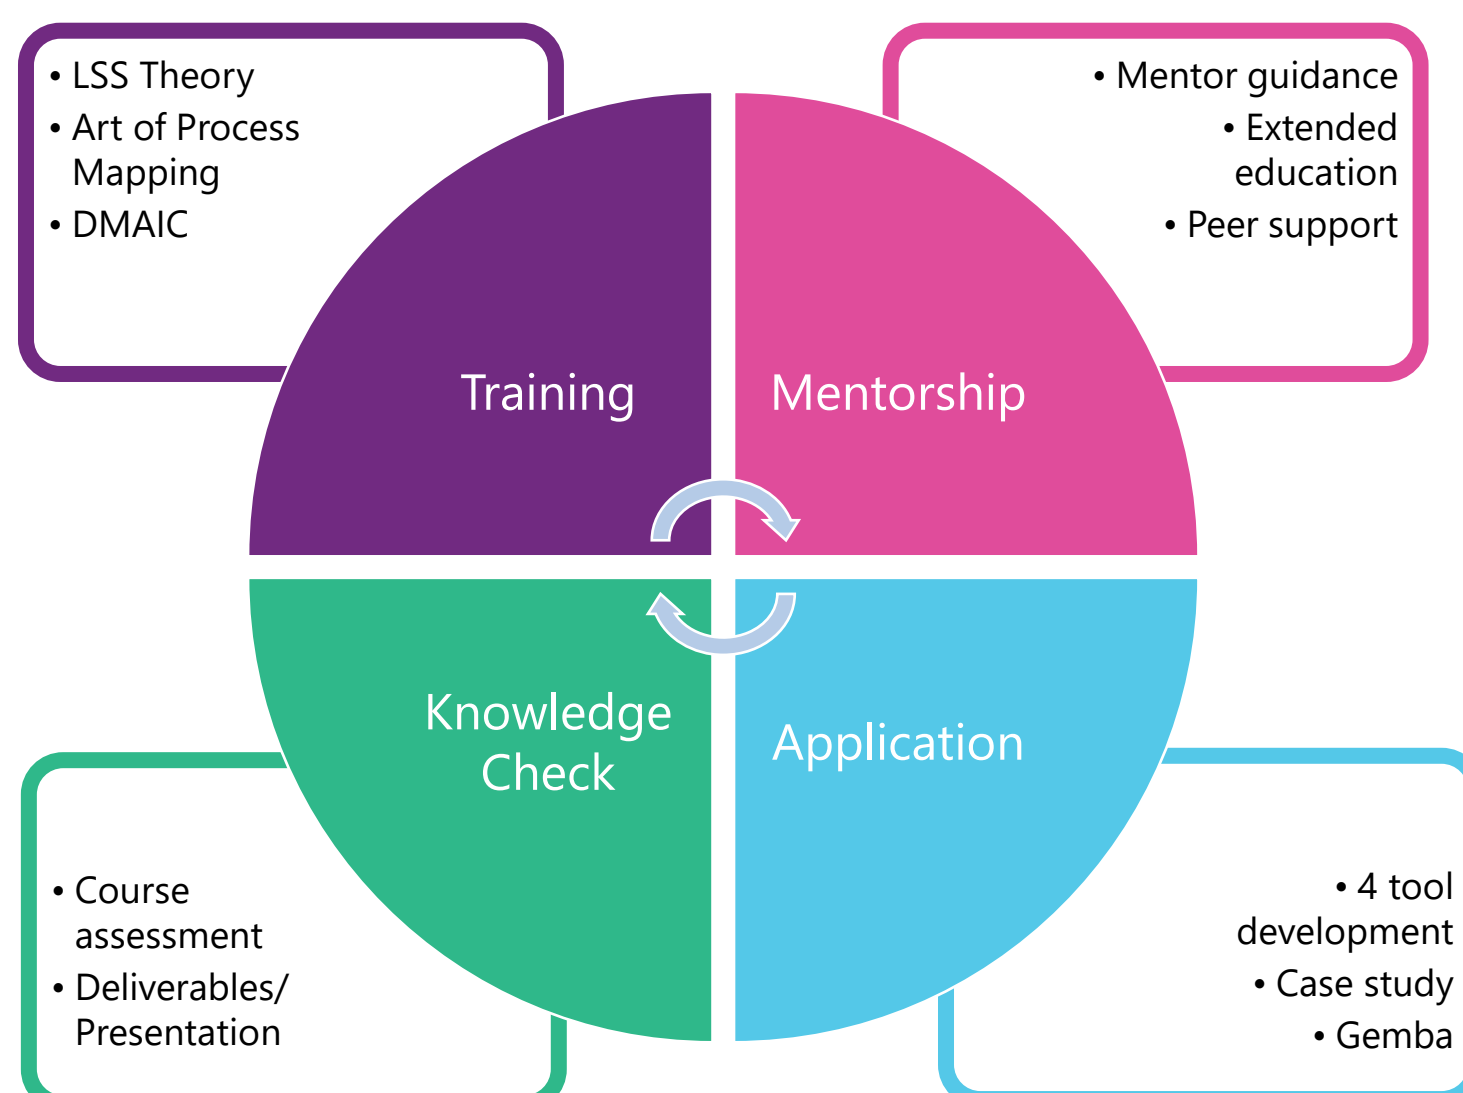 • LSS Theory
• Art of Process
Mapping
• DMAIC
• Mentor guidance
• Extended
education
• Peer support
Training
Mentorship
Knowledge
Check
Application
• Course
assessment
• Deliverables/
Presentation
• 4 tool
development
• Case study
• Gemba